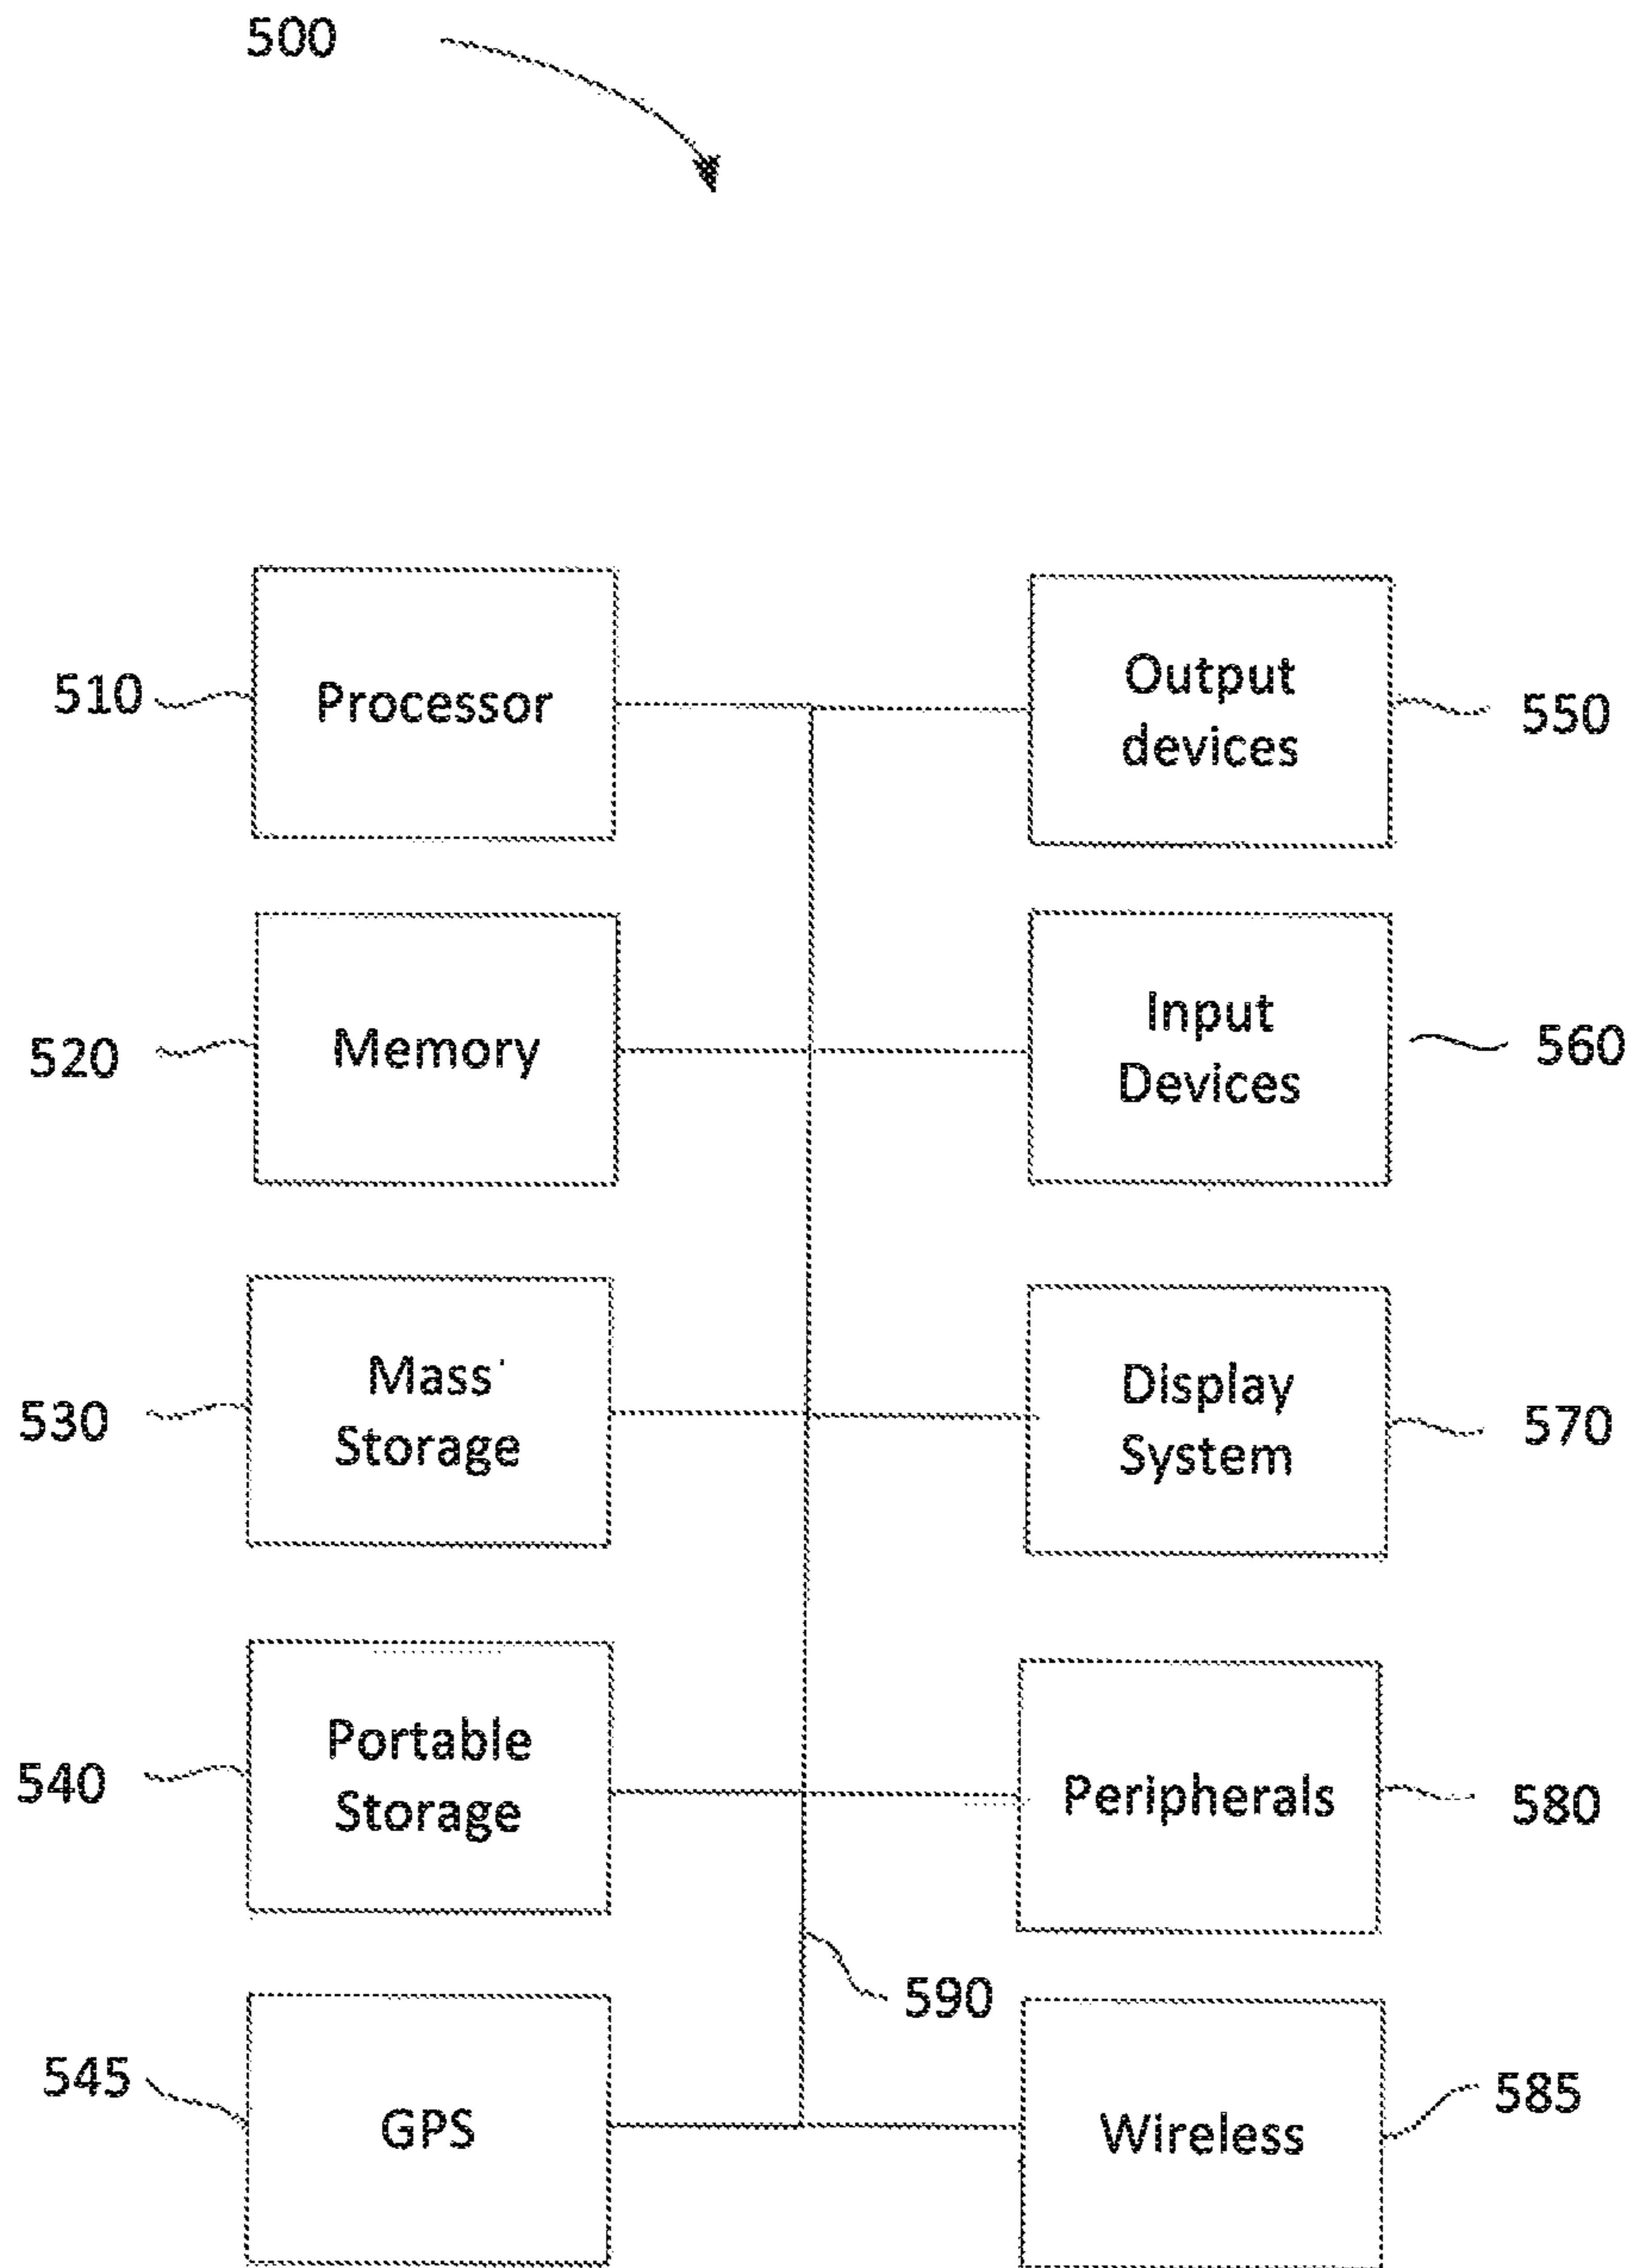 500
510
Processor
Output
devices
550
520
Memory
Input
Devices
560
530
Mass
Storage
Display
System
570
540
Portable
Storage
Peripherals
580
590
545
GPS
Wireless
585